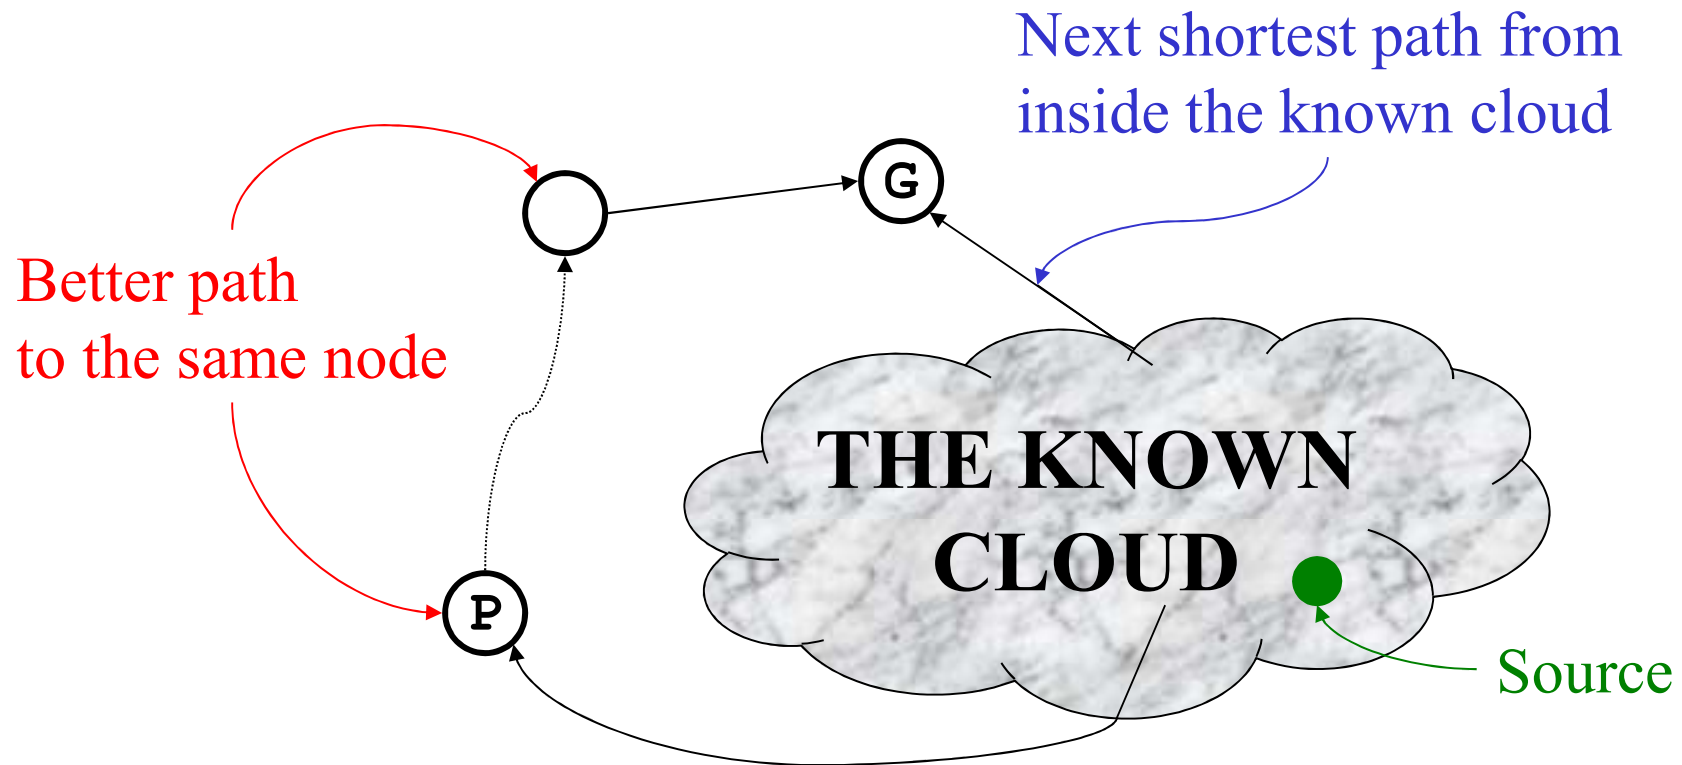 Next shortest path from
inside the known cloud
G
Better path
to the same node
THE KNOWN
CLOUD
P
Source